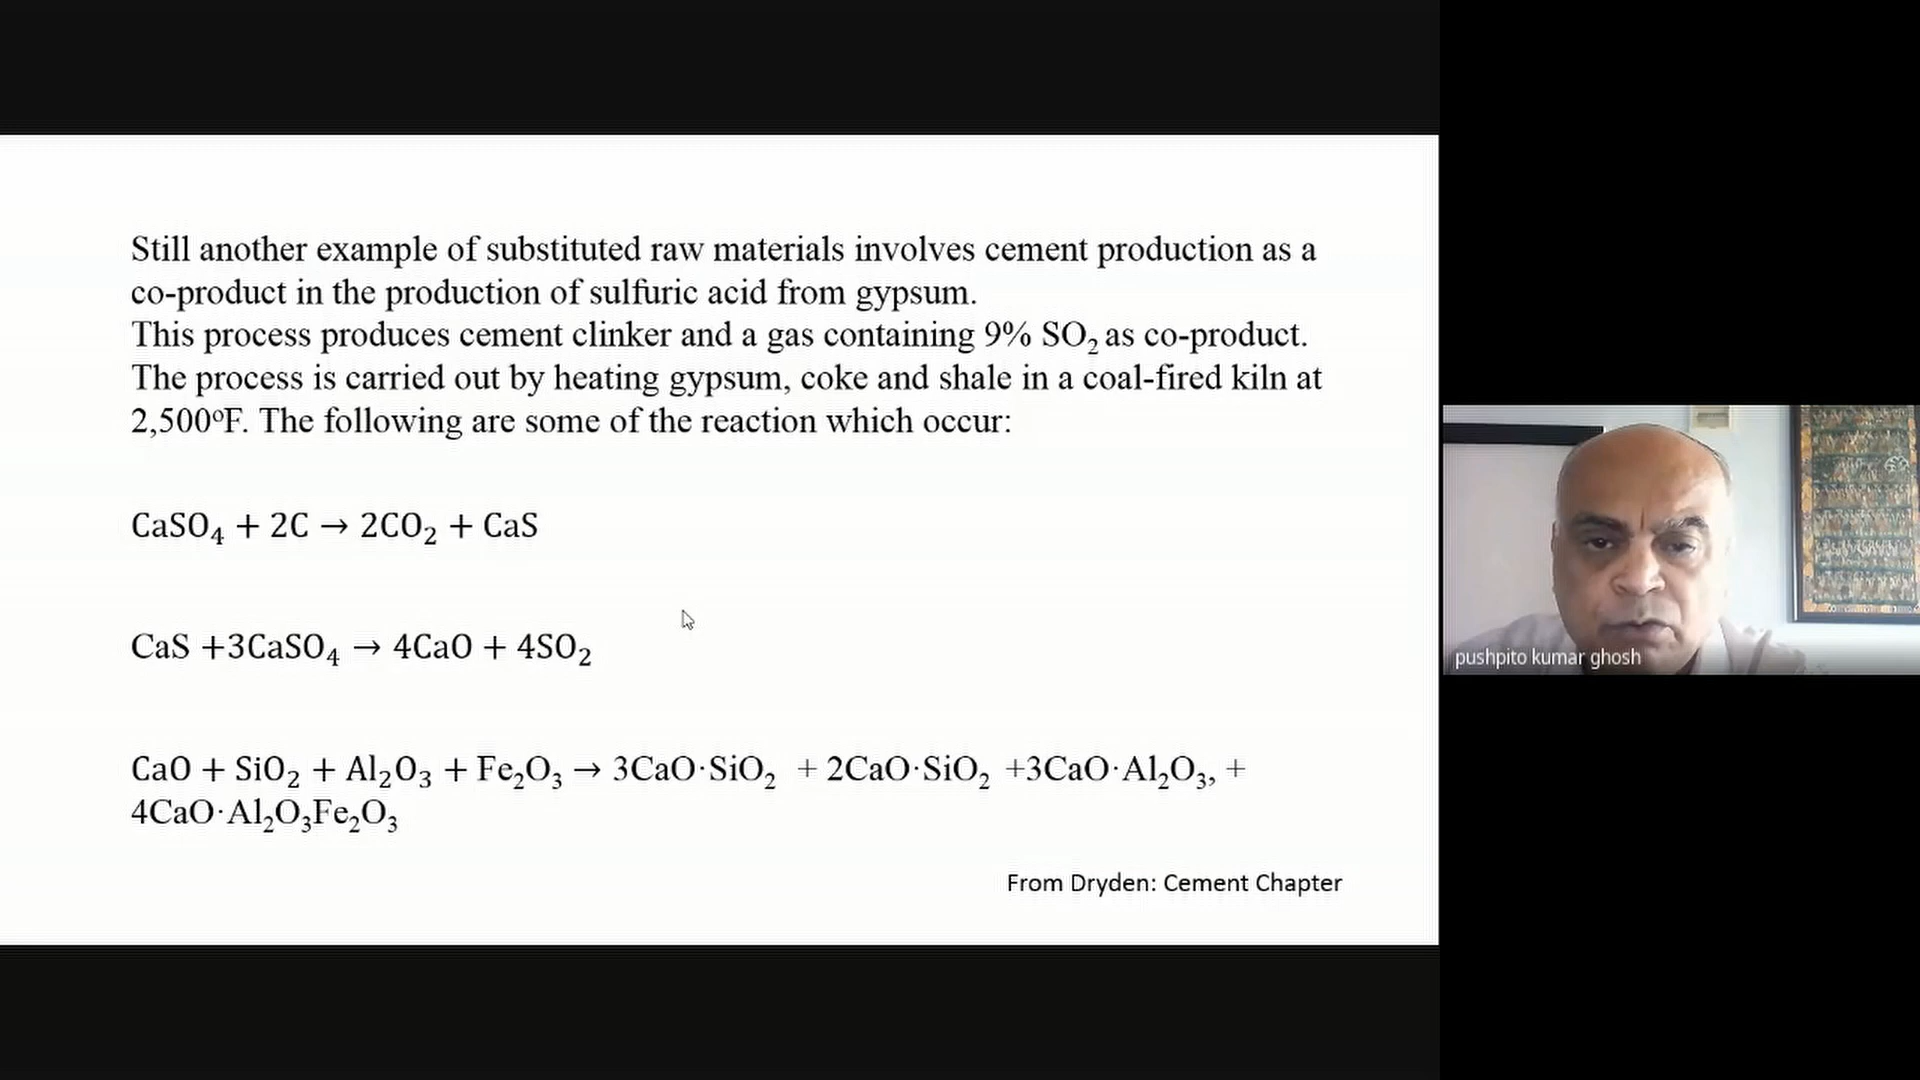 Still another example of substituted raw materials involves cement production as a
co-product in the production of sulfuric acid from gypsum.
This process produces cement clinker and a gas containing 9% SO₂ as co-product.
The process is carried out by heating gypsum, coke and shale in a coal-fired kiln at
2,500ºF. The following are some of the reaction which occur:
CaSO₄ + 2C → 2CO₂ + CaS
CaS +3CaSO₄ → 4CaO + 4SO₂
CaO + SiO₂ + Al₂O₃ + Fe₂O₃ → 3CaO·SiO₂ + 2CaO·SiO₂ +3CaO·Al₂O₃, +
4CaO·Al₂O₃Fe₂O₃
From Dryden: Cement Chapter
pushpito kumar ghosh